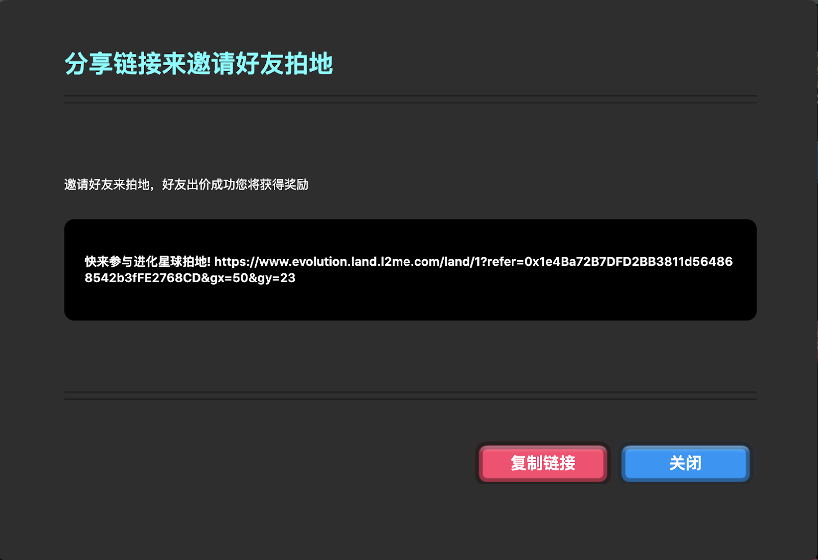 分享链接来邀请好友拍地
邀请好友来拍地，好友出价成功您将获得奖励
快来参与进化星球拍地! https://www.evolution.land.l2me.com/land/1?refer=0x1e4Ba72B7DFD2BB3811d56486
8542b3fFE2768CD&gx=50&gy=23
复制链接 关闭